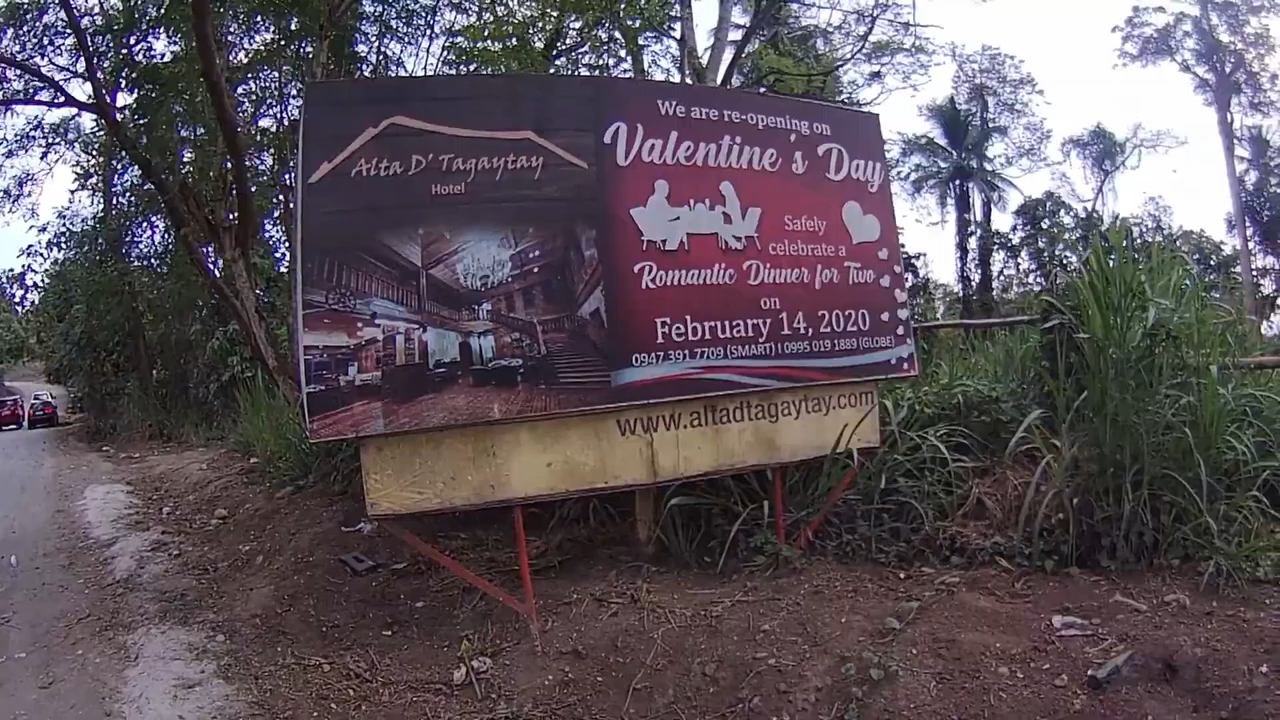 Alta D' Tagaytay
Hotel
We are re-opening on
Valentine's Day
Safely
celebrate a
Romantic Dinner for Two
on
February 14, 2020
0947 391 7709 (SMART) I 0995 019 1889 (GLOBE)
www.altadtagaytay.com